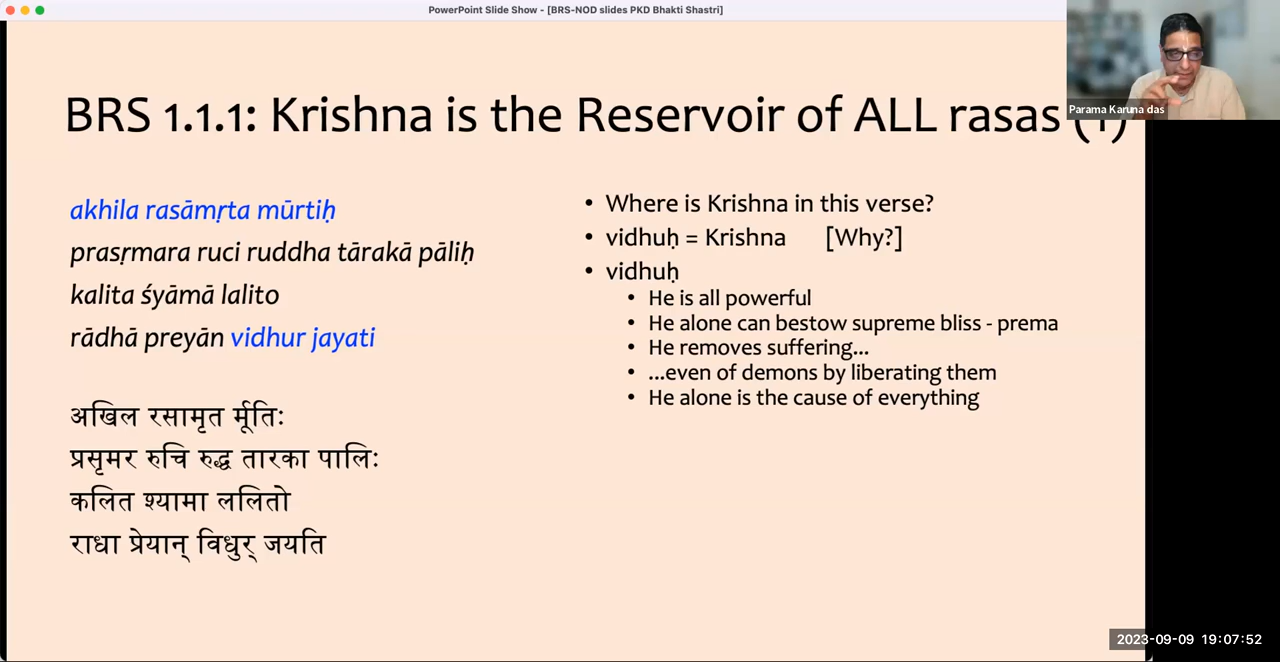 PowerPoint Slide Show - [BRS-NOD slides PKD Bhakti Shastri]
Parama Karuna das
BRS 1.1.1: Krishna is the Reservoir of ALL rasas (1)
akhila rasāmṛta mūrtiḥ
prasṛmara ruci ruddha tārakā pāliḥ
kalita śyāmā lalito
rādhā preyān vidhur jayati
अखिल रसामृत र्मूतिः
प्रसृमर रुचि रुद्ध तारका पालिः
कलित श्यामा ललितो
राधा प्रेयान् विधुर् जयति
• Where is Krishna in this verse?
• vidhuḥ = Krishna [Why?]
• vidhuḥ
• He is all powerful
• He alone can bestow supreme bliss - prema
• He removes suffering...
• ...even of demons by liberating them
• He alone is the cause of everything
2023-09-09 19:07:52